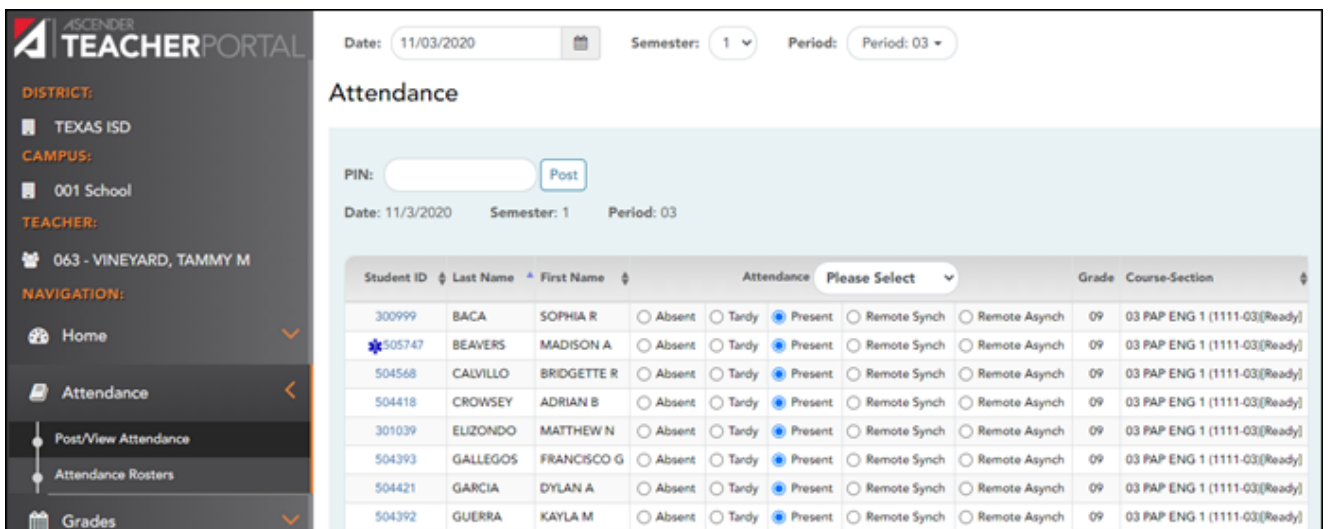 ASCENDER
TEACHERPORTAL
DISTRICT:
TEXAS ISD
CAMPUS:
001 School
TEACHER:
063 - VINEYARD, TAMMY M
NAVIGATION:
Home
Attendance
Post/View Attendance
Attendance Rosters
Grades
Date: 11/03/2020 Semester: 1 Period: Period: 03
Attendance
PIN: Post
Date: 11/3/2020 Semester: 1 Period: 03
Student ID Last Name First Name Attendance Please Select Grade Course-Section
300999 BACA SOPHIA R Absent Tardy Present Remote Synch Remote Asynch 09 03 PAP ENG 1 (1111-03)[Ready]
505747 BEAVERS MADISON A Absent Tardy Present Remote Synch Remote Asynch 09 03 PAP ENG 1 (1111-03)[Ready]
504568 CALVILLO BRIDGETTE R Absent Tardy Present Remote Synch Remote Asynch 09 03 PAP ENG 1 (1111-03)[Ready]
504418 CROWSEY ADRIAN B Absent Tardy Present Remote Synch Remote Asynch 09 03 PAP ENG 1 (1111-03)[Ready]
301039 ELIZONDO MATTHEW N Absent Tardy Present Remote Synch Remote Asynch 09 03 PAP ENG 1 (1111-03)[Ready]
504393 GALLEGOS FRANCISCO G Absent Tardy Present Remote Synch Remote Asynch 09 03 PAP ENG 1 (1111-03)[Ready]
504421 GARCIA DYLAN A Absent Tardy Present Remote Synch Remote Asynch 09 03 PAP ENG 1 (1111-03)[Ready]
504392 GUERRA KAYLA M Absent Tardy Present Remote Synch Remote Asynch 09 03 PAP ENG 1 (1111-03)[Ready]